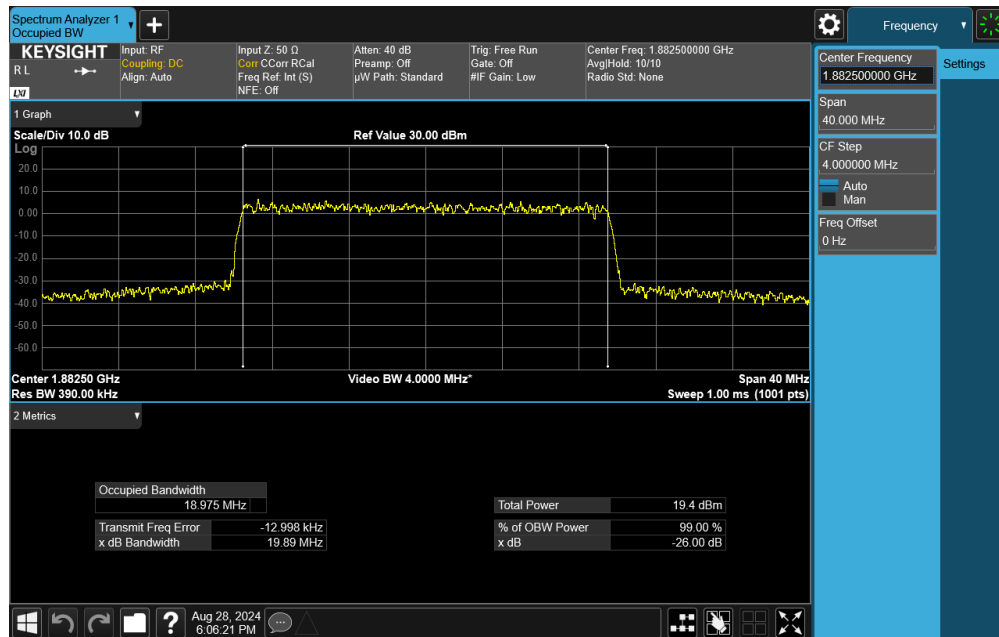 Spectrum Analyzer 1
Occupied BW
+
Frequency
KEYSIGHT
R L
LXI
Input: RF
Coupling: DC
Align: Auto
Input Z: 50 Ω
Corr CCorr RCal
Freq Ref: Int (S)
NFE: Off
Atten: 40 dB
Preamp: Off
µW Path: Standard
Trig: Free Run
Gate: Off
#IF Gain: Low
Center Freq: 1.882500000 GHz
Avg|Hold: 10/10
Radio Std: None
Center Frequency
1.882500000 GHz
Settings
Span
40.000 MHz
CF Step
4.000000 MHz
Auto
Man
Freq Offset
0 Hz
1 Graph
Scale/Div 10.0 dB
Ref Value 30.00 dBm
Log
20.0
10.0
0.00
-10.0
-20.0
-30.0
-40.0
-50.0
-60.0
Center 1.88250 GHz
Video BW 4.0000 MHz*
Span 40 MHz
Res BW 390.00 kHz
Sweep 1.00 ms (1001 pts)
2 Metrics
Occupied Bandwidth
18.975 MHz
Total Power 19.4 dBm
Transmit Freq Error -12.998 kHz
% of OBW Power 99.00 %
x dB Bandwidth 19.89 MHz
x dB -26.00 dB
?
Aug 28, 2024
6:06:21 PM